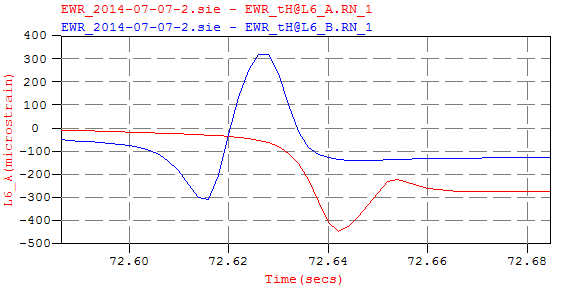 EWR_2014-07-07-2.sie - EWR_tH@L6_A.RN_1
EWR_2014-07-07-2.sie - EWR_tH@L6_B.RN_1
400
300
200
100
0
-100
-200
-300
-400
-500
L6_A(microstrain)
72.60 72.62 72.64 72.66 72.68
Time(secs)